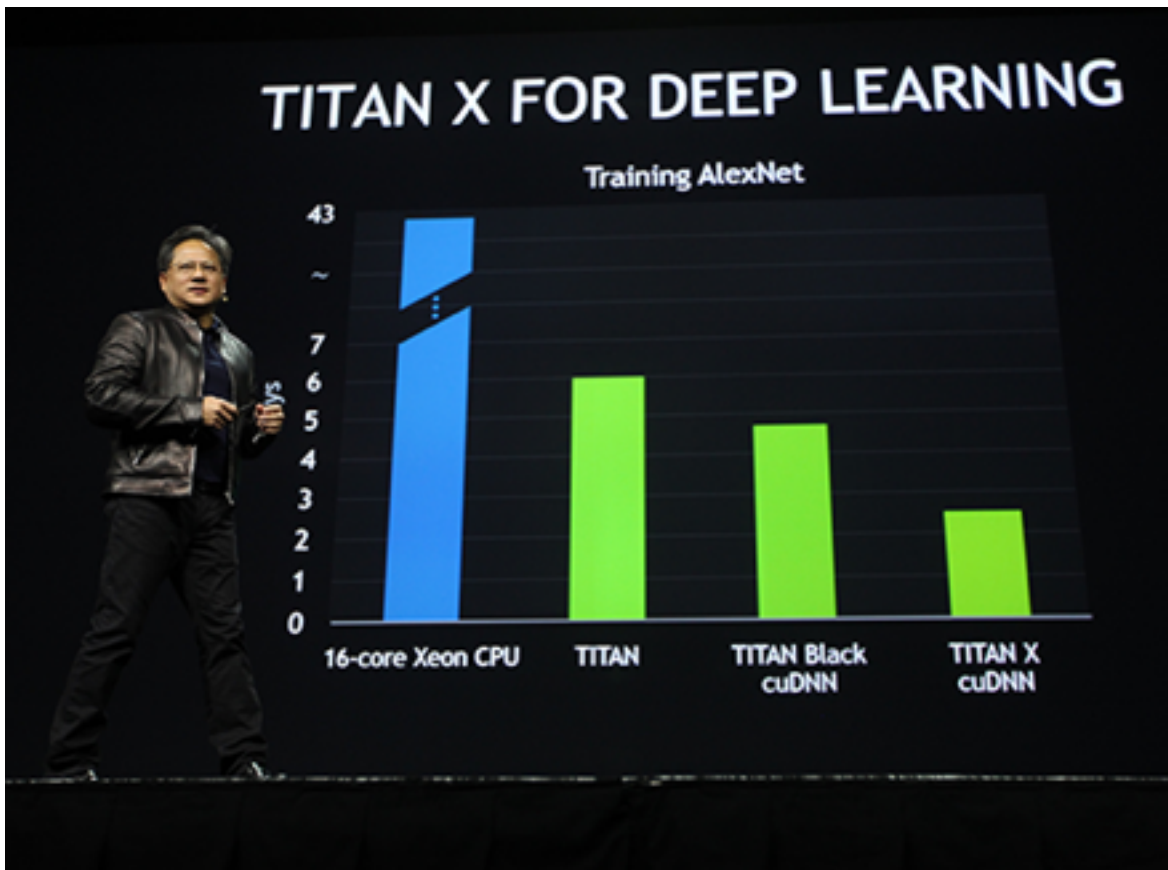 TITAN X FOR DEEP LEARNING
Training AlexNet
43
~
7
6
5
4
3
2
1
0
16-core Xeon CPU
TITAN
TITAN Black
cuDNN
TITAN X
cuDNN